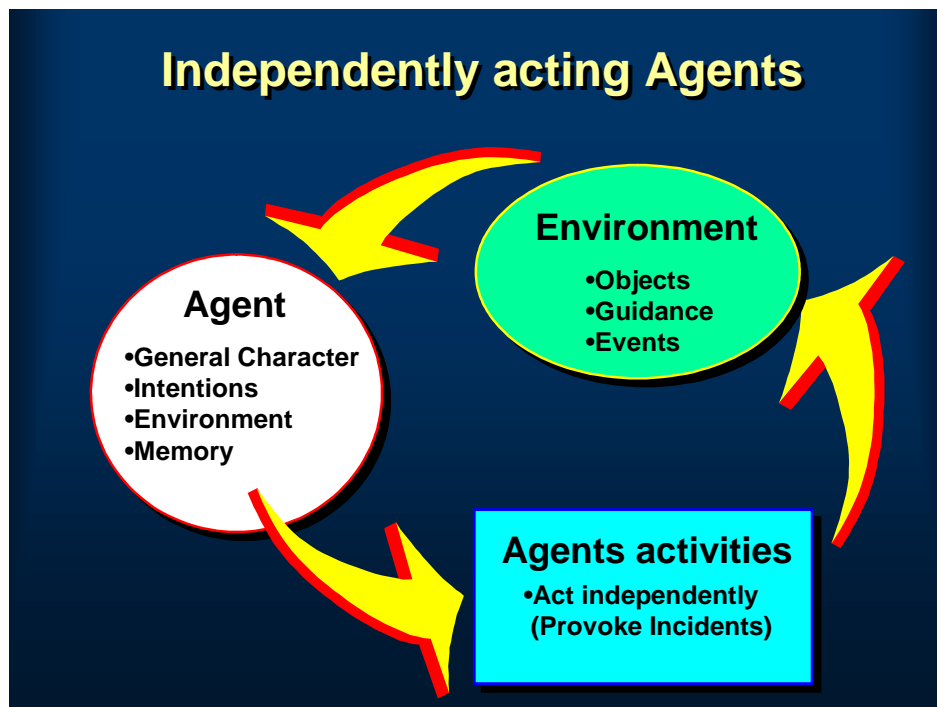 Independently acting Agents
Environment
•Objects
•Guidance
•Events
Agent
•General Character
•Intentions
•Environment
•Memory
Agents activities
•Act independently
(Provoke Incidents)